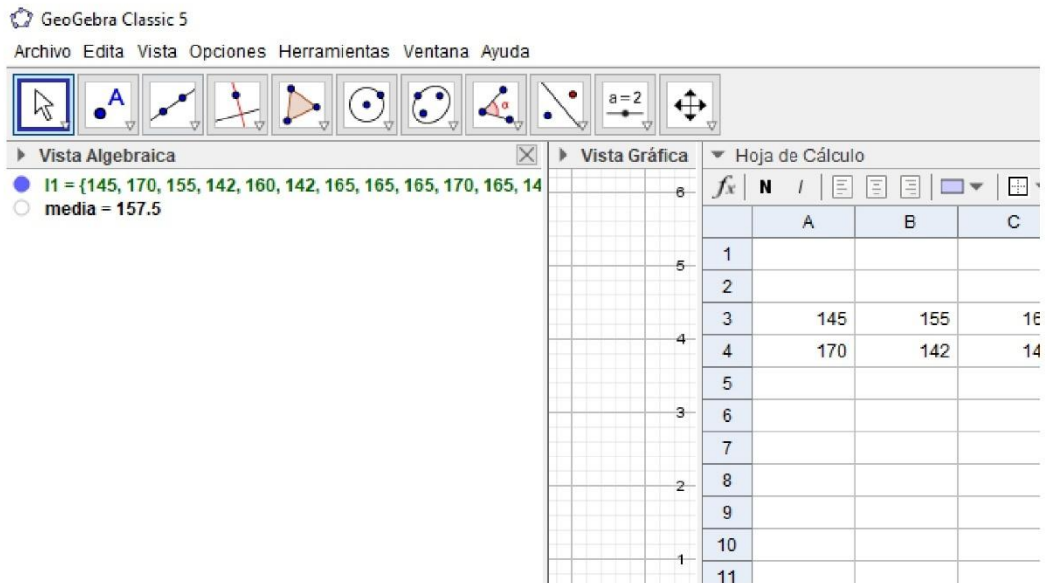 GeoGebra Classic 5
Archivo Edita Vista Opciones Herramientas Ventana Ayuda
A
α
a=2
Vista Algebraica
l1 = {145, 170, 155, 142, 160, 142, 165, 165, 165, 170, 165, 14
media = 157.5
Vista Gráfica
6
5
4
3
2
1
Hoja de Cálculo
fx N I
A B C
1
2
3 145 155 16
4 170 142 14
5
6
7
8
9
10
11